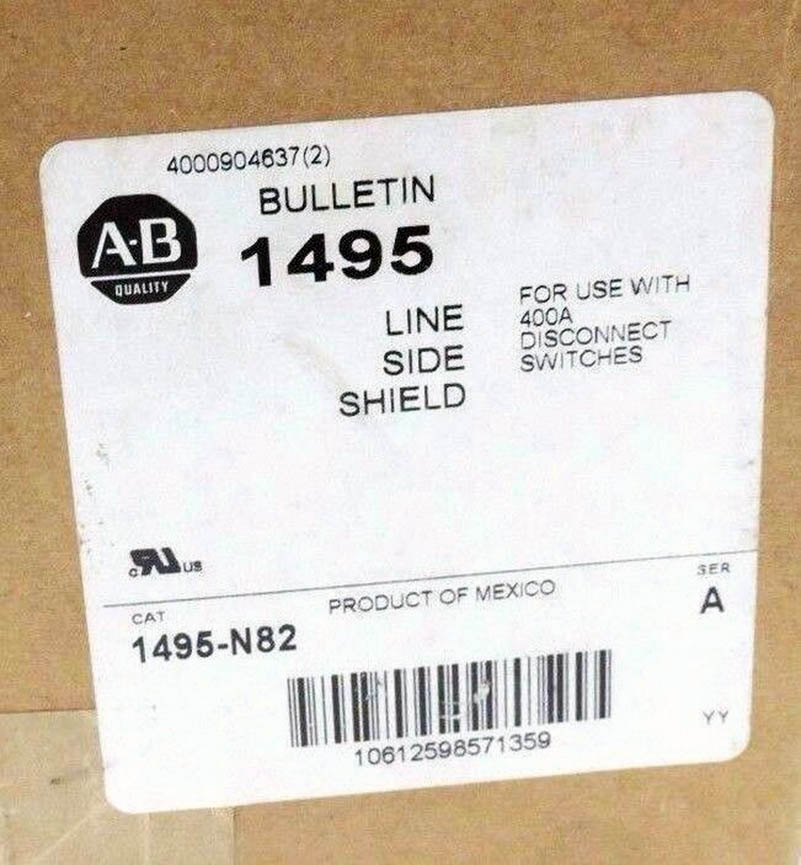 4000904637(2)
BULLETIN
1495
A-B
QUALITY
LINE
SIDE
SHIELD
FOR USE WITH
400A
DISCONNECT
SWITCHES
c UR US
SER
A
CAT
1495-N82
PRODUCT OF MEXICO
10612598571359
YY